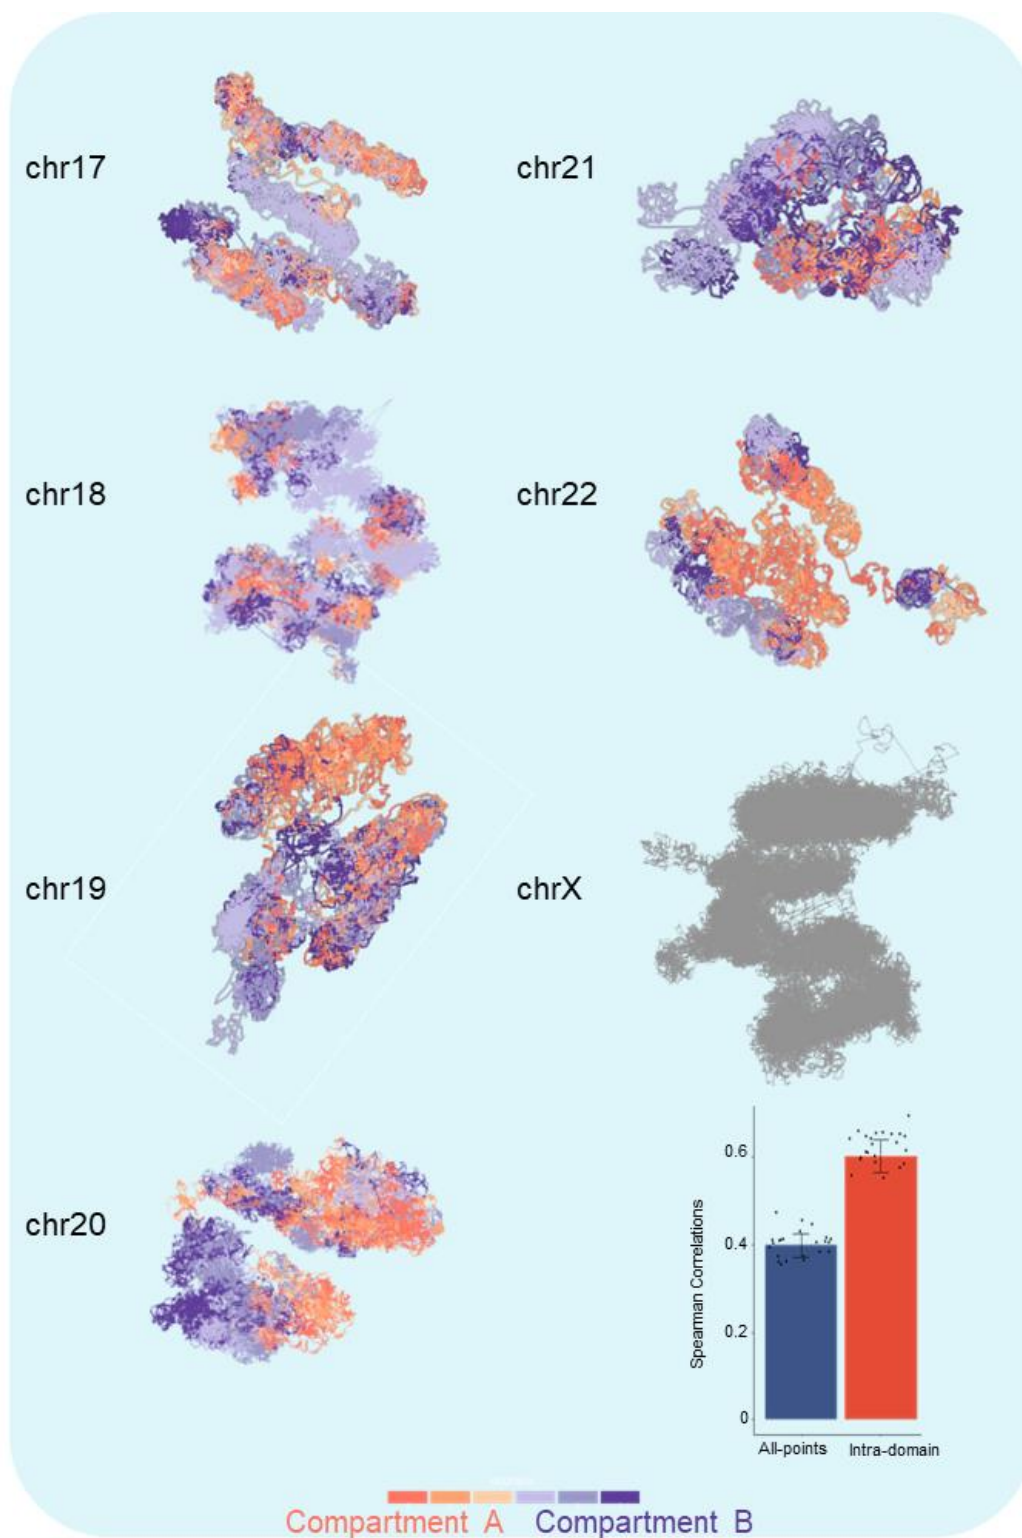 chr17
chr21
chr18
chr22
chr19
chrX
chr20
Spearman Correlations
0.6
0.4
0.2
0
All-points
Intra-domain
Compartment A
Compartment B